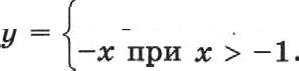 y = {
−x при x > −1.